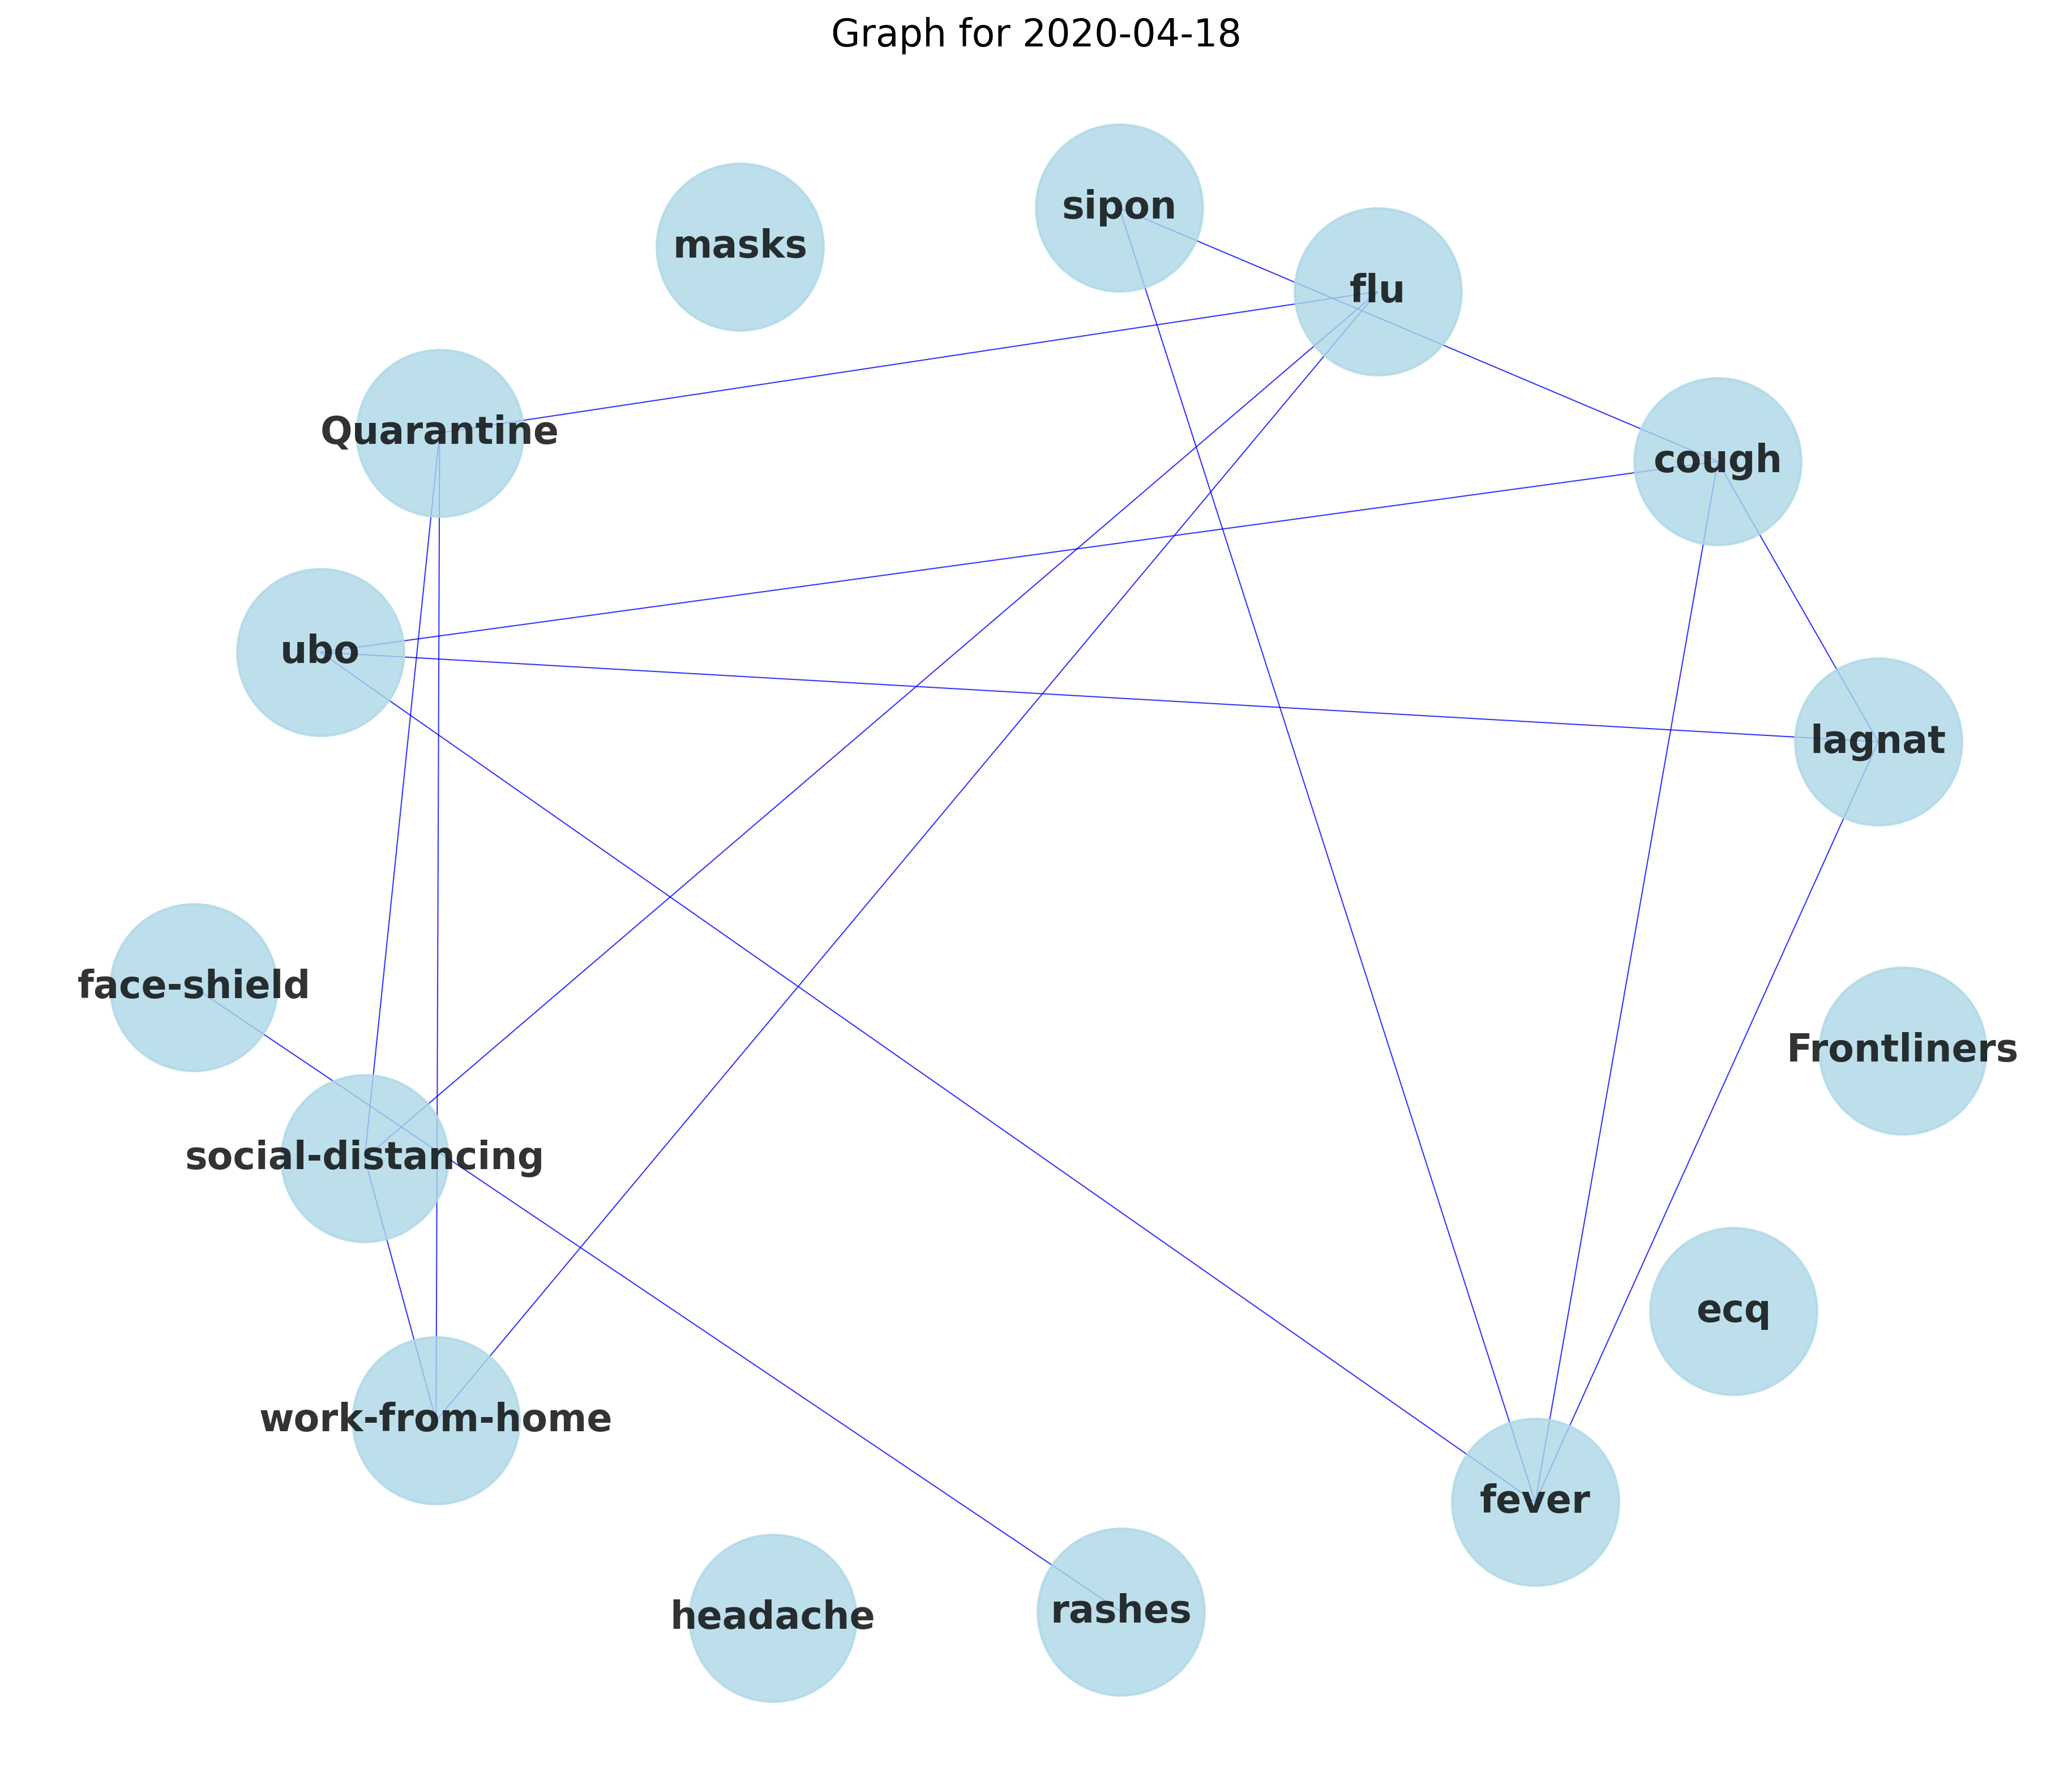 Graph for 2020-04-18
sipon
masks
flu
Quarantine
cough
ubo
lagnat
face-shield
Frontliners
social-distancing
ecq
work-from-home
fever
rashes
headache